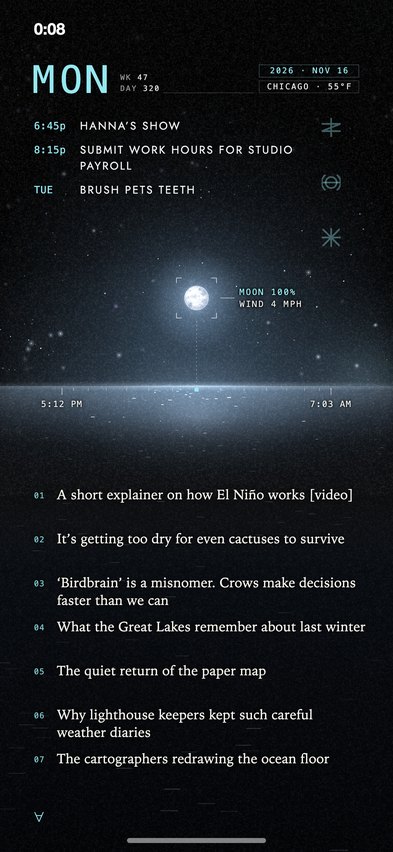 0:08
MON
WK 47
DAY 320
2026 · NOV 16
CHICAGO · 55°F
6:45p HANNA'S SHOW
8:15p SUBMIT WORK HOURS FOR STUDIO
PAYROLL
TUE BRUSH PETS TEETH
MOON 100%
WIND 4 MPH
5:12 PM
7:03 AM
01 A short explainer on how El Niño works [video]
02 It’s getting too dry for even cactuses to survive
03 ‘Birdbrain’ is a misnomer. Crows make decisions
faster than we can
04 What the Great Lakes remember about last winter
05 The quiet return of the paper map
06 Why lighthouse keepers kept such careful
weather diaries
07 The cartographers redrawing the ocean floor
∀